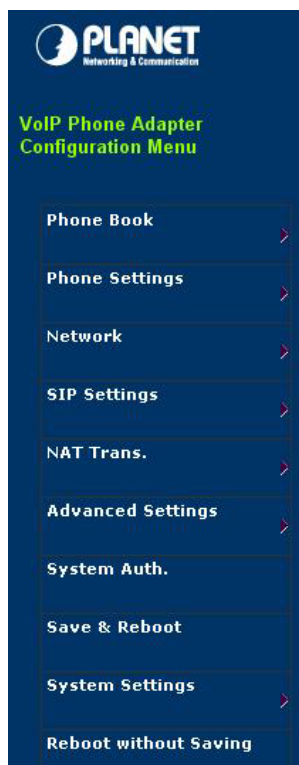 PLANET
Networking & Communication
VoIP Phone Adapter
Configuration Menu
Phone Book
Phone Settings
Network
SIP Settings
NAT Trans.
Advanced Settings
System Auth.
Save & Reboot
System Settings
Reboot without Saving